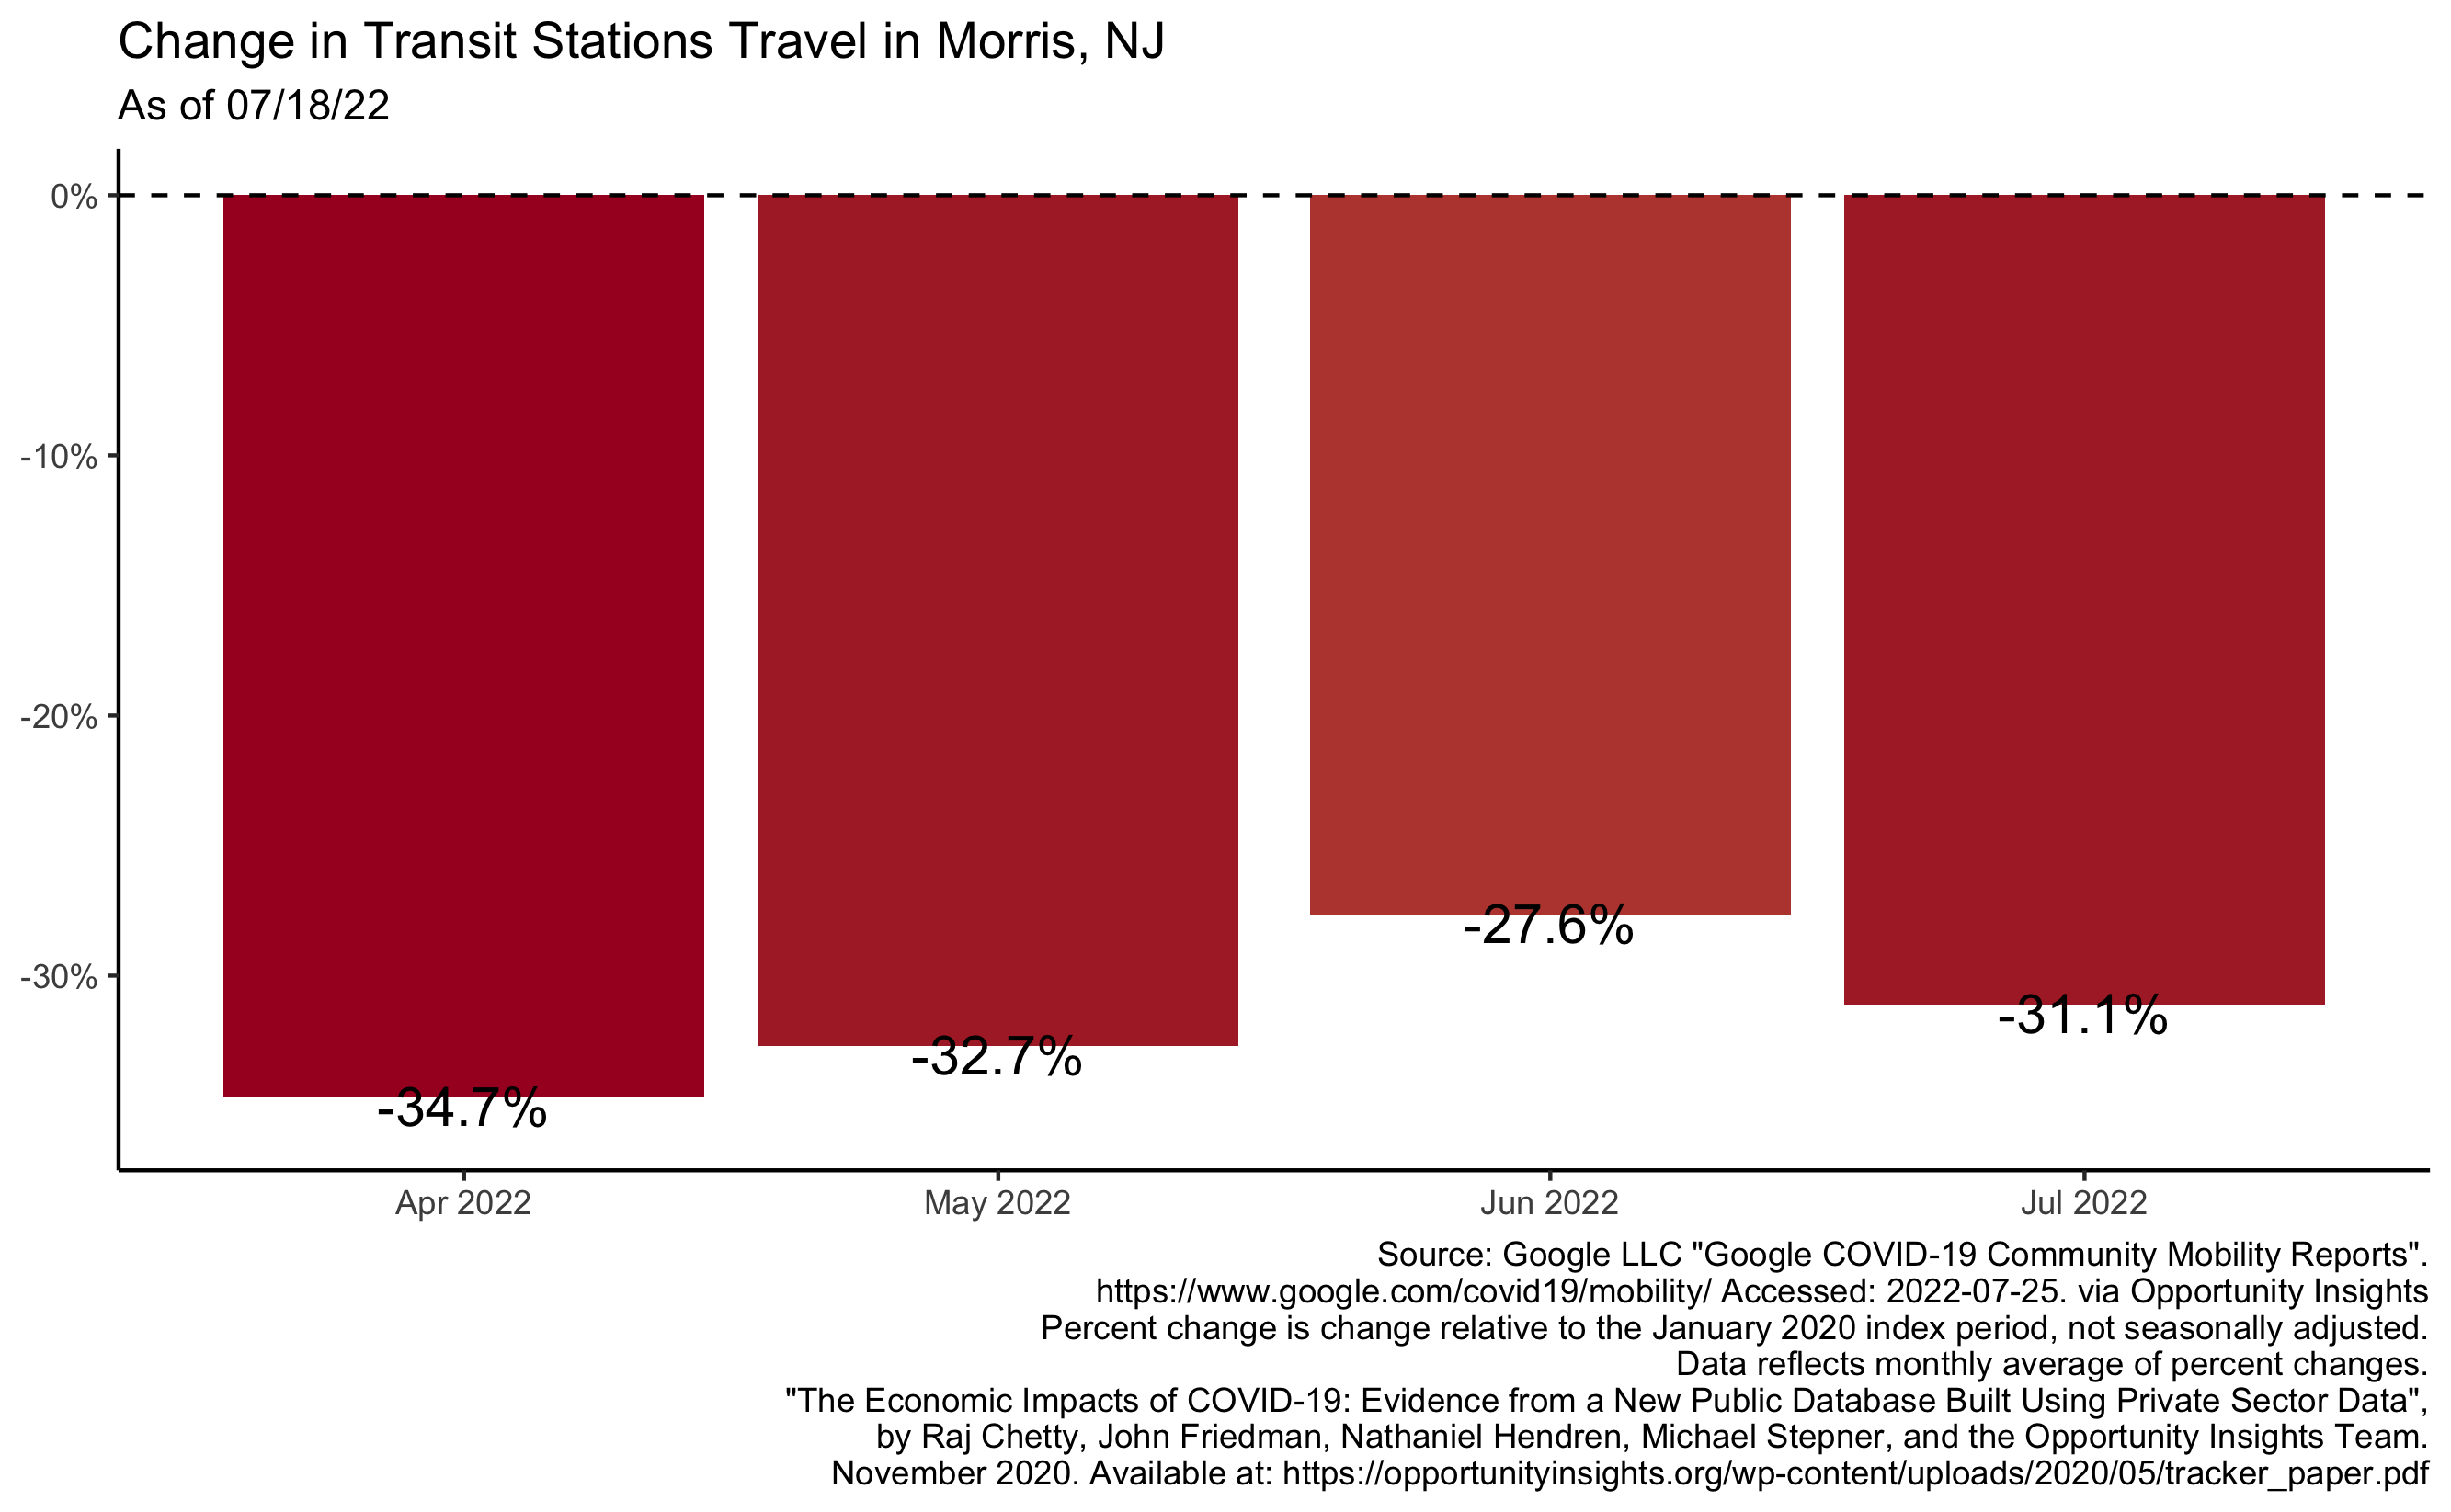 Change in Transit Stations Travel in Morris, NJ
As of 07/18/22
0%
-10%
-20%
-30%
-34.7%
-32.7%
-27.6%
-31.1%
Apr 2022
May 2022
Jun 2022
Jul 2022
Source: Google LLC "Google COVID-19 Community Mobility Reports".
https://www.google.com/covid19/mobility/ Accessed: 2022-07-25. via Opportunity Insights
Percent change is change relative to the January 2020 index period, not seasonally adjusted.
Data reflects monthly average of percent changes.
"The Economic Impacts of COVID-19: Evidence from a New Public Database Built Using Private Sector Data",
by Raj Chetty, John Friedman, Nathaniel Hendren, Michael Stepner, and the Opportunity Insights Team.
November 2020. Available at: https://opportunityinsights.org/wp-content/uploads/2020/05/tracker_paper.pdf